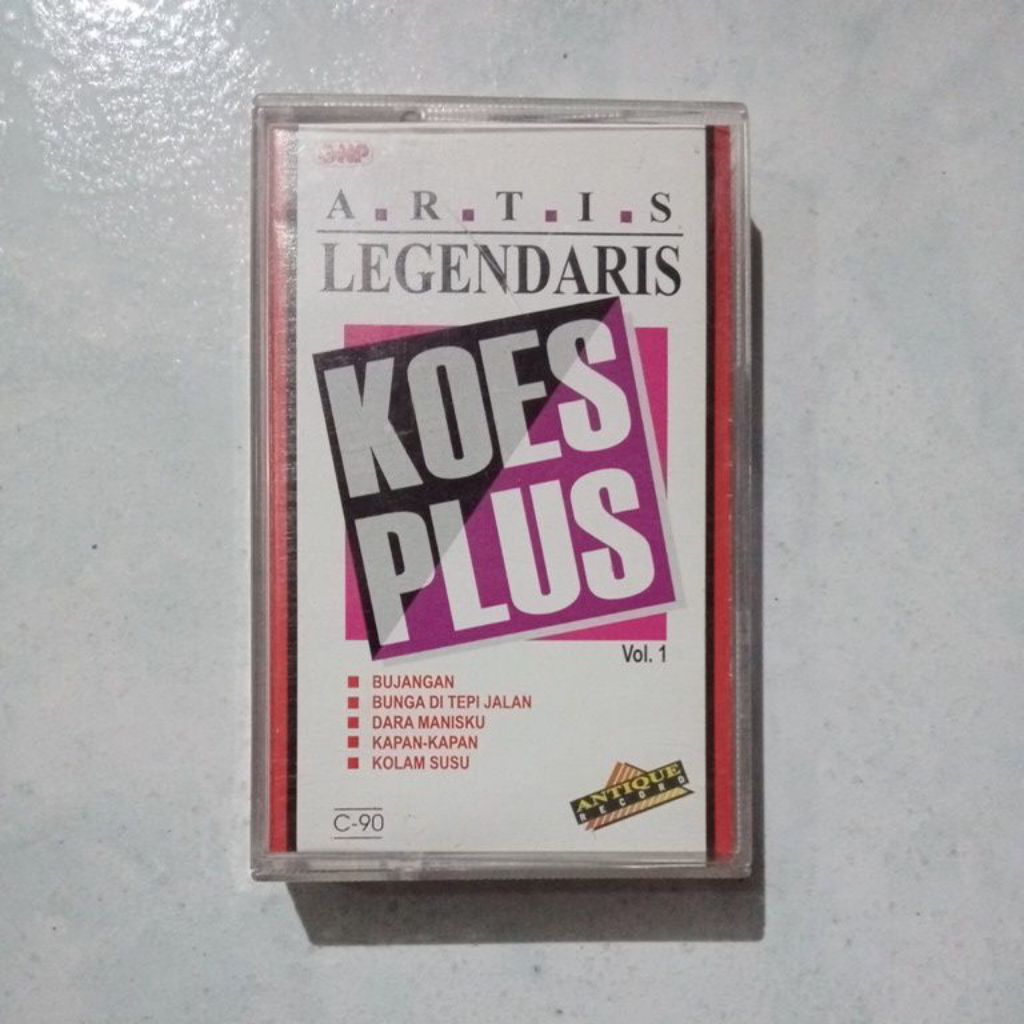 A.R.T.I.S
LEGENDARIS
KOES
PLUS
Vol. 1
BUJANGAN
BUNGA DI TEPI JALAN
DARA MANISKU
KAPAN-KAPAN
KOLAM SUSU
C-90
ANTIQUE
RECORD